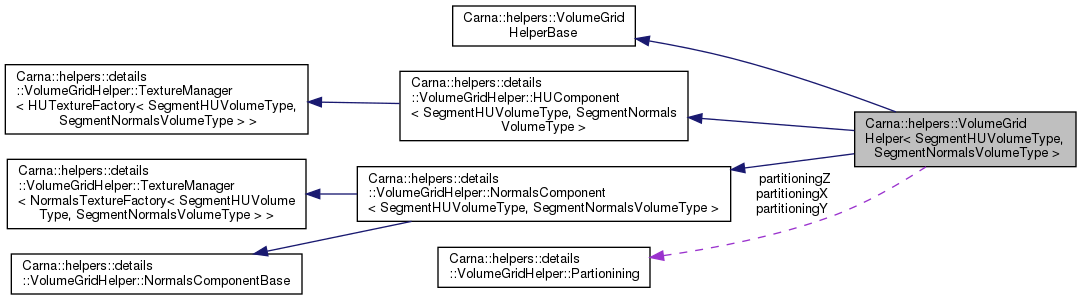 Carna::helpers::VolumeGrid
HelperBase
Carna::helpers::details
::VolumeGridHelper::TextureManager
< HUTextureFactory< SegmentHUVolumeType,
SegmentNormalsVolumeType > >
Carna::helpers::details
::VolumeGridHelper::HUComponent
< SegmentHUVolumeType, SegmentNormals
VolumeType >
Carna::helpers::VolumeGrid
Helper< SegmentHUVolumeType,
SegmentNormalsVolumeType >
Carna::helpers::details
::VolumeGridHelper::TextureManager
< NormalsTextureFactory< SegmentHUVolume
Type, SegmentNormalsVolumeType > >
Carna::helpers::details
::VolumeGridHelper::NormalsComponent
< SegmentHUVolumeType, SegmentNormalsVolumeType >
partitioningZ
partitioningX
partitioningY
Carna::helpers::details
::VolumeGridHelper::NormalsComponentBase
Carna::helpers::details
::VolumeGridHelper::Partionining